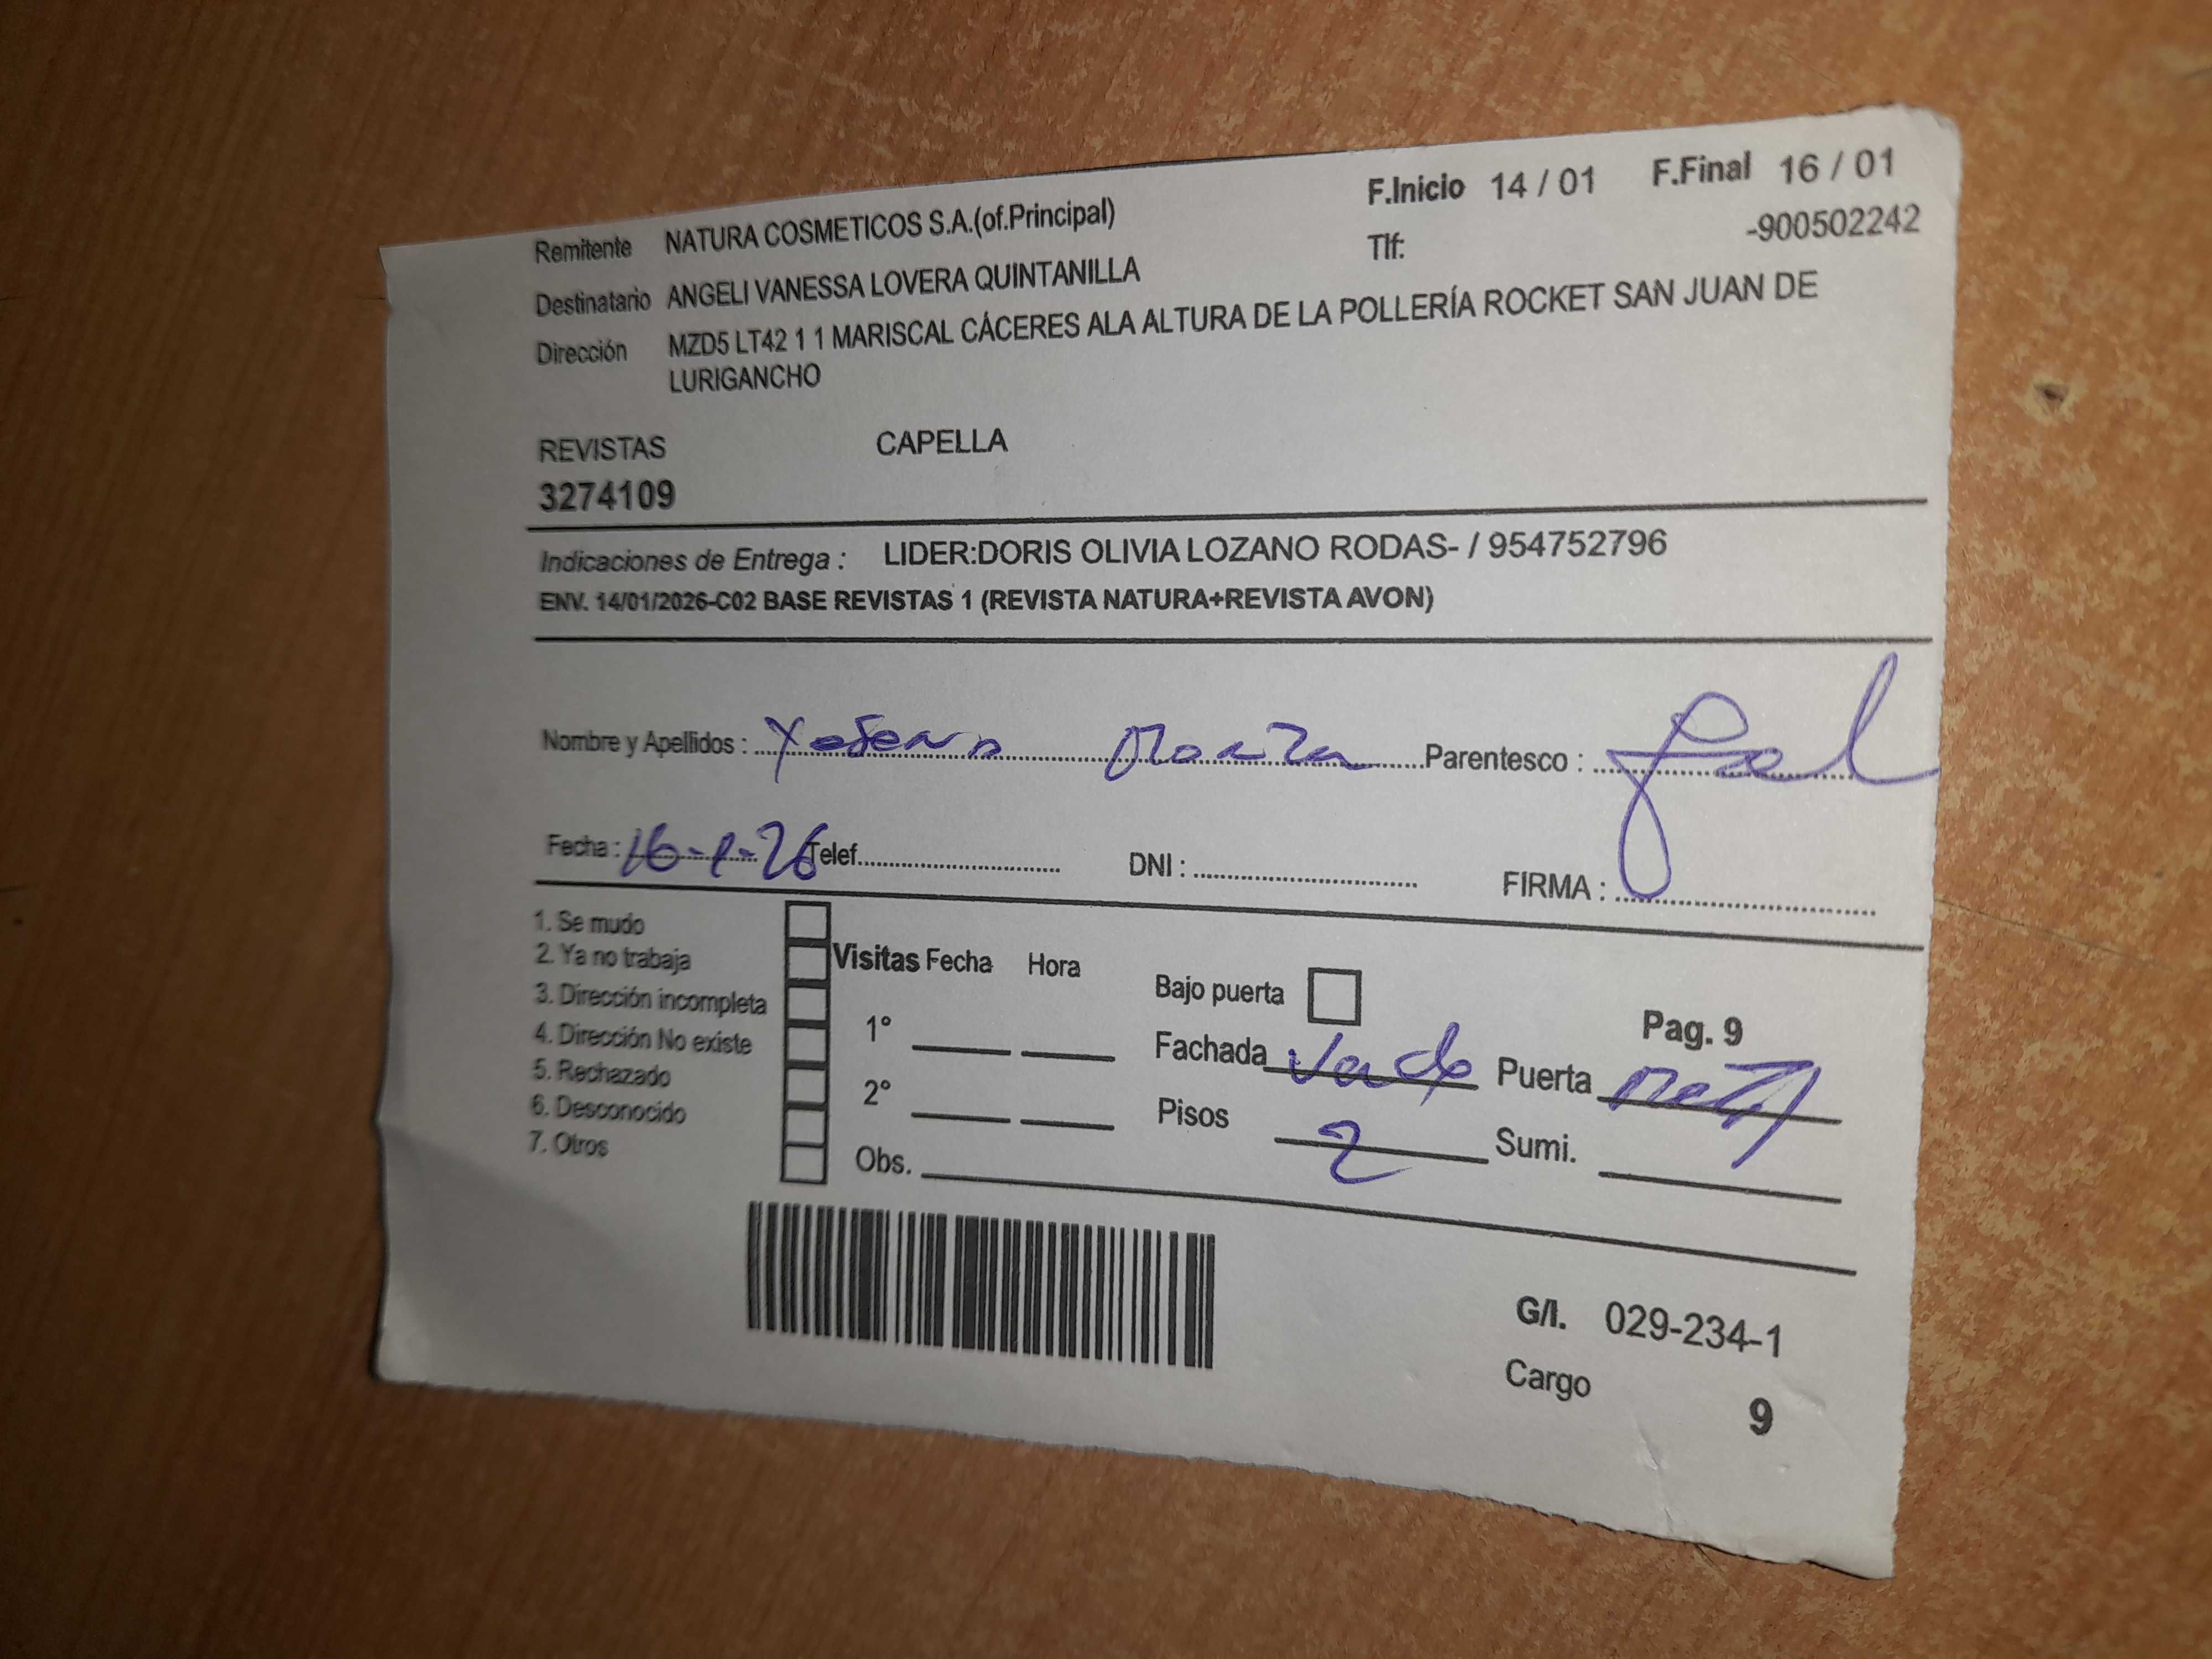 F.Inicio 14 / 01 F.Final 16 / 01
Remitente NATURA COSMETICOS S.A.(of.Principal) Tlf: -900502242
Destinatario ANGELI VANESSA LOVERA QUINTANILLA
Dirección MZD5 LT42 1 1 MARISCAL CÁCERES ALA ALTURA DE LA POLLERÍA ROCKET SAN JUAN DE
LURIGANCHO
REVISTAS CAPELLA
3274109
Indicaciones de Entrega : LIDER:DORIS OLIVIA LOZANO RODAS- / 954752796
ENV. 14/01/2026-C02 BASE REVISTAS 1 (REVISTA NATURA+REVISTA AVON)
Nombre y Apellidos : Parentesco :
Fecha : 16-1-26 Telef. DNI : FIRMA :
1. Se mudo
2. Ya no trabaja
3. Dirección incompleta
4. Dirección No existe
5. Rechazado
6. Desconocido
7. Otros
Visitas Fecha Hora
1°
2°
Obs.
Bajo puerta
Pag. 9
Fachada Puerta
Pisos 2 Sumi.
G/I. 029-234-1
Cargo 9